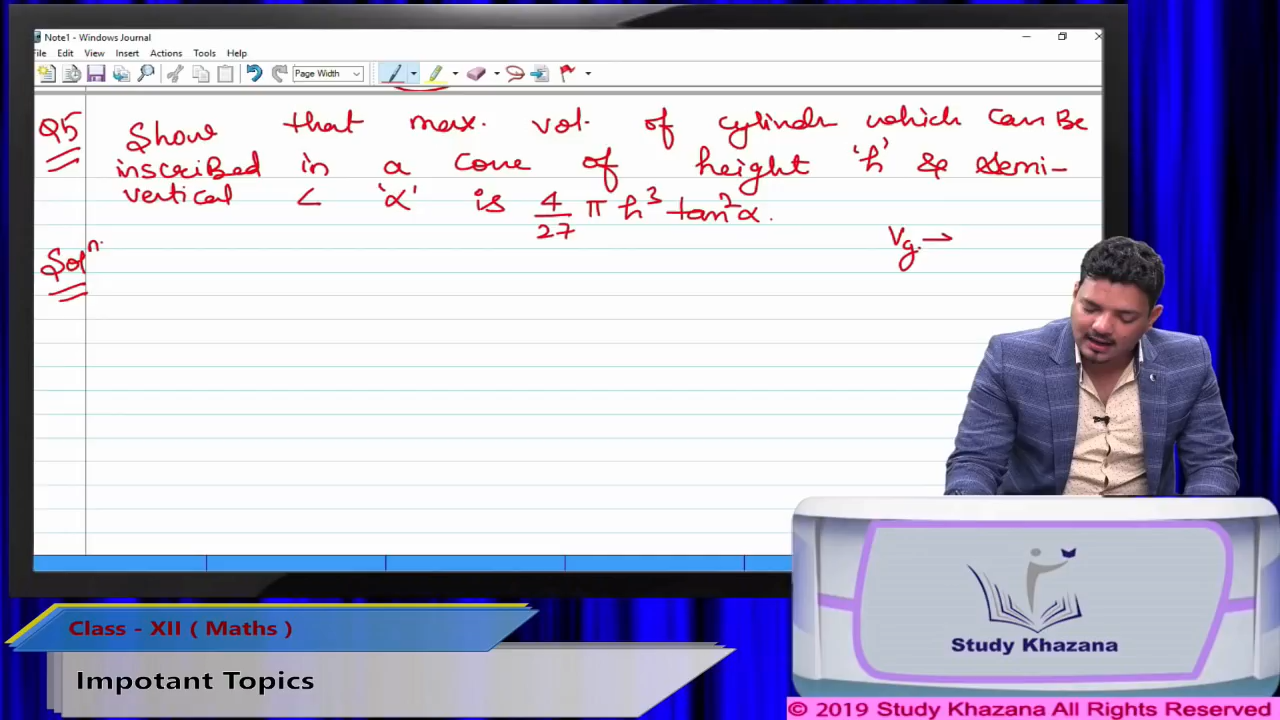 Note1 - Windows Journal
File Edit View Insert Actions Tools Help
Page Width
Q5 Show that max. vol. of cylindr which can Be
inscribed in a cone of height 'h' & Semi-
vertical < 'α' is 4/27 π h³ tan²α.
Vg. →
Solⁿ.
Study Khazana
Class - XII ( Maths )
Impotant Topics
© 2019 Study Khazana All Rights Reserved